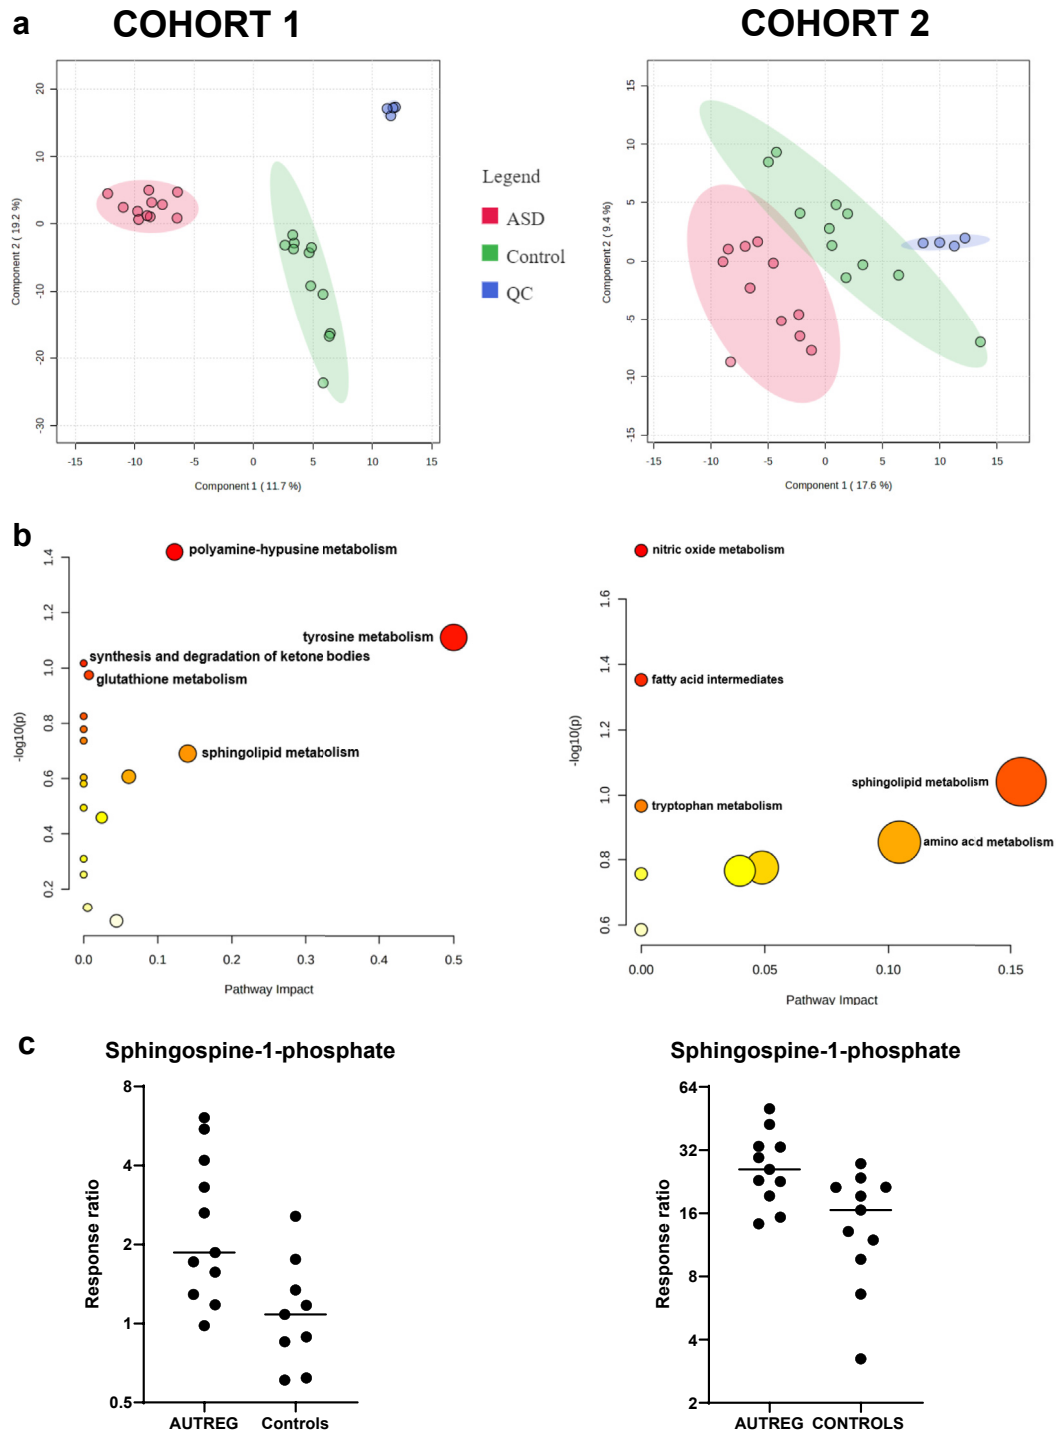 a
COHORT 1
COHORT 2
20
10
0
-10
-20
-30
Component 2 ( 19.2 %)
-15
-10
-5
0
5
10
15
Component 1 ( 11.7 %)
Legend
ASD
Control
QC
15
10
5
0
-5
-10
-15
Component 2 ( 9.4 %)
-15
-10
-5
0
5
10
15
Component 1 ( 17.6 %)
b
1.4
1.2
1.0
0.8
0.6
0.4
0.2
-log10(p)
polyamine-hypusine metabolism
tyrosine metabolism
synthesis and degradation of ketone bodies
glutathione metabolism
sphingolipid metabolism
0.0
0.1
0.2
0.3
0.4
0.5
Pathway Impact
1.6
1.4
1.2
1.0
0.8
0.6
-log10(p)
nitric oxide metabolism
fatty acid intermediates
sphingolipid metabolism
tryptophan metabolism
amino acd metabolism
0.00
0.05
0.10
0.15
Pathway Impact
c
Sphingospine-1-phosphate
8
4
2
1
0.5
Response ratio
AUTREG
Controls
Sphingospine-1-phosphate
64
32
16
8
4
2
Response ratio
AUTREG
CONTROLS